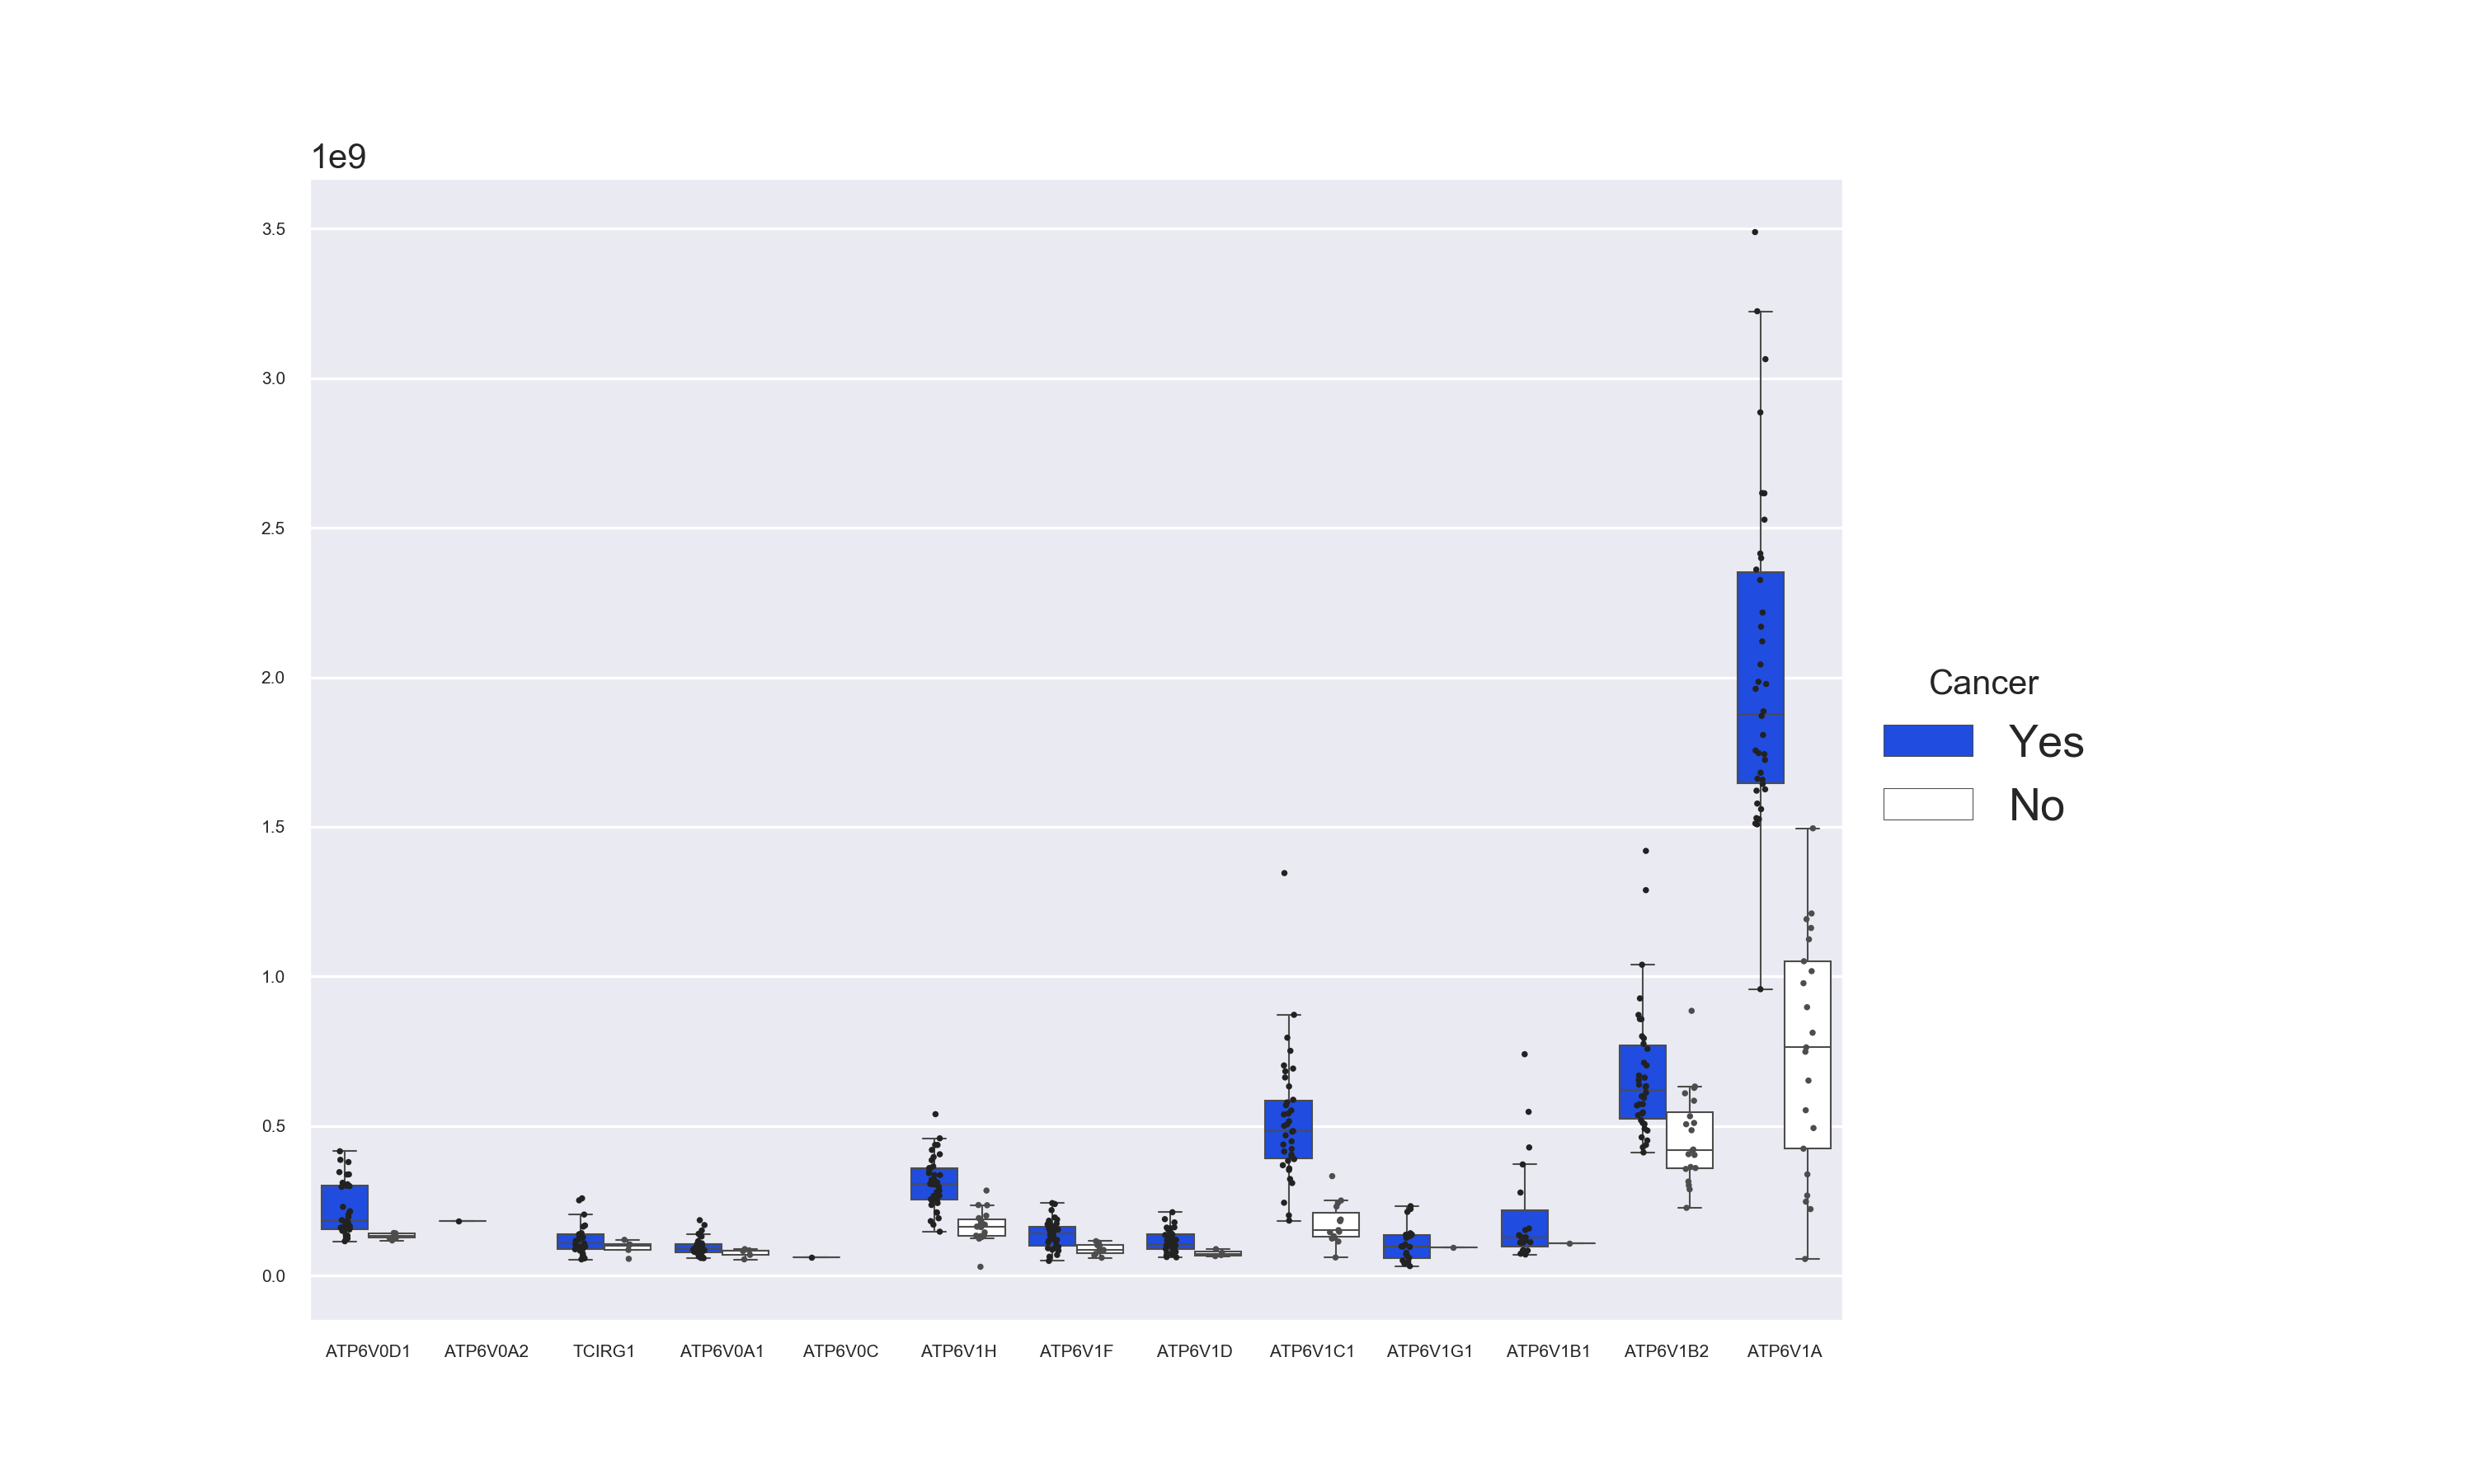 1e9
3.5
3.0
2.5
2.0
1.5
1.0
0.5
0.0
ATP6V0D1 ATP6V0A2 TCIRG1 ATP6V0A1 ATP6V0C ATP6V1H ATP6V1F ATP6V1D ATP6V1C1 ATP6V1G1 ATP6V1B1 ATP6V1B2 ATP6V1A
Cancer
Yes
No